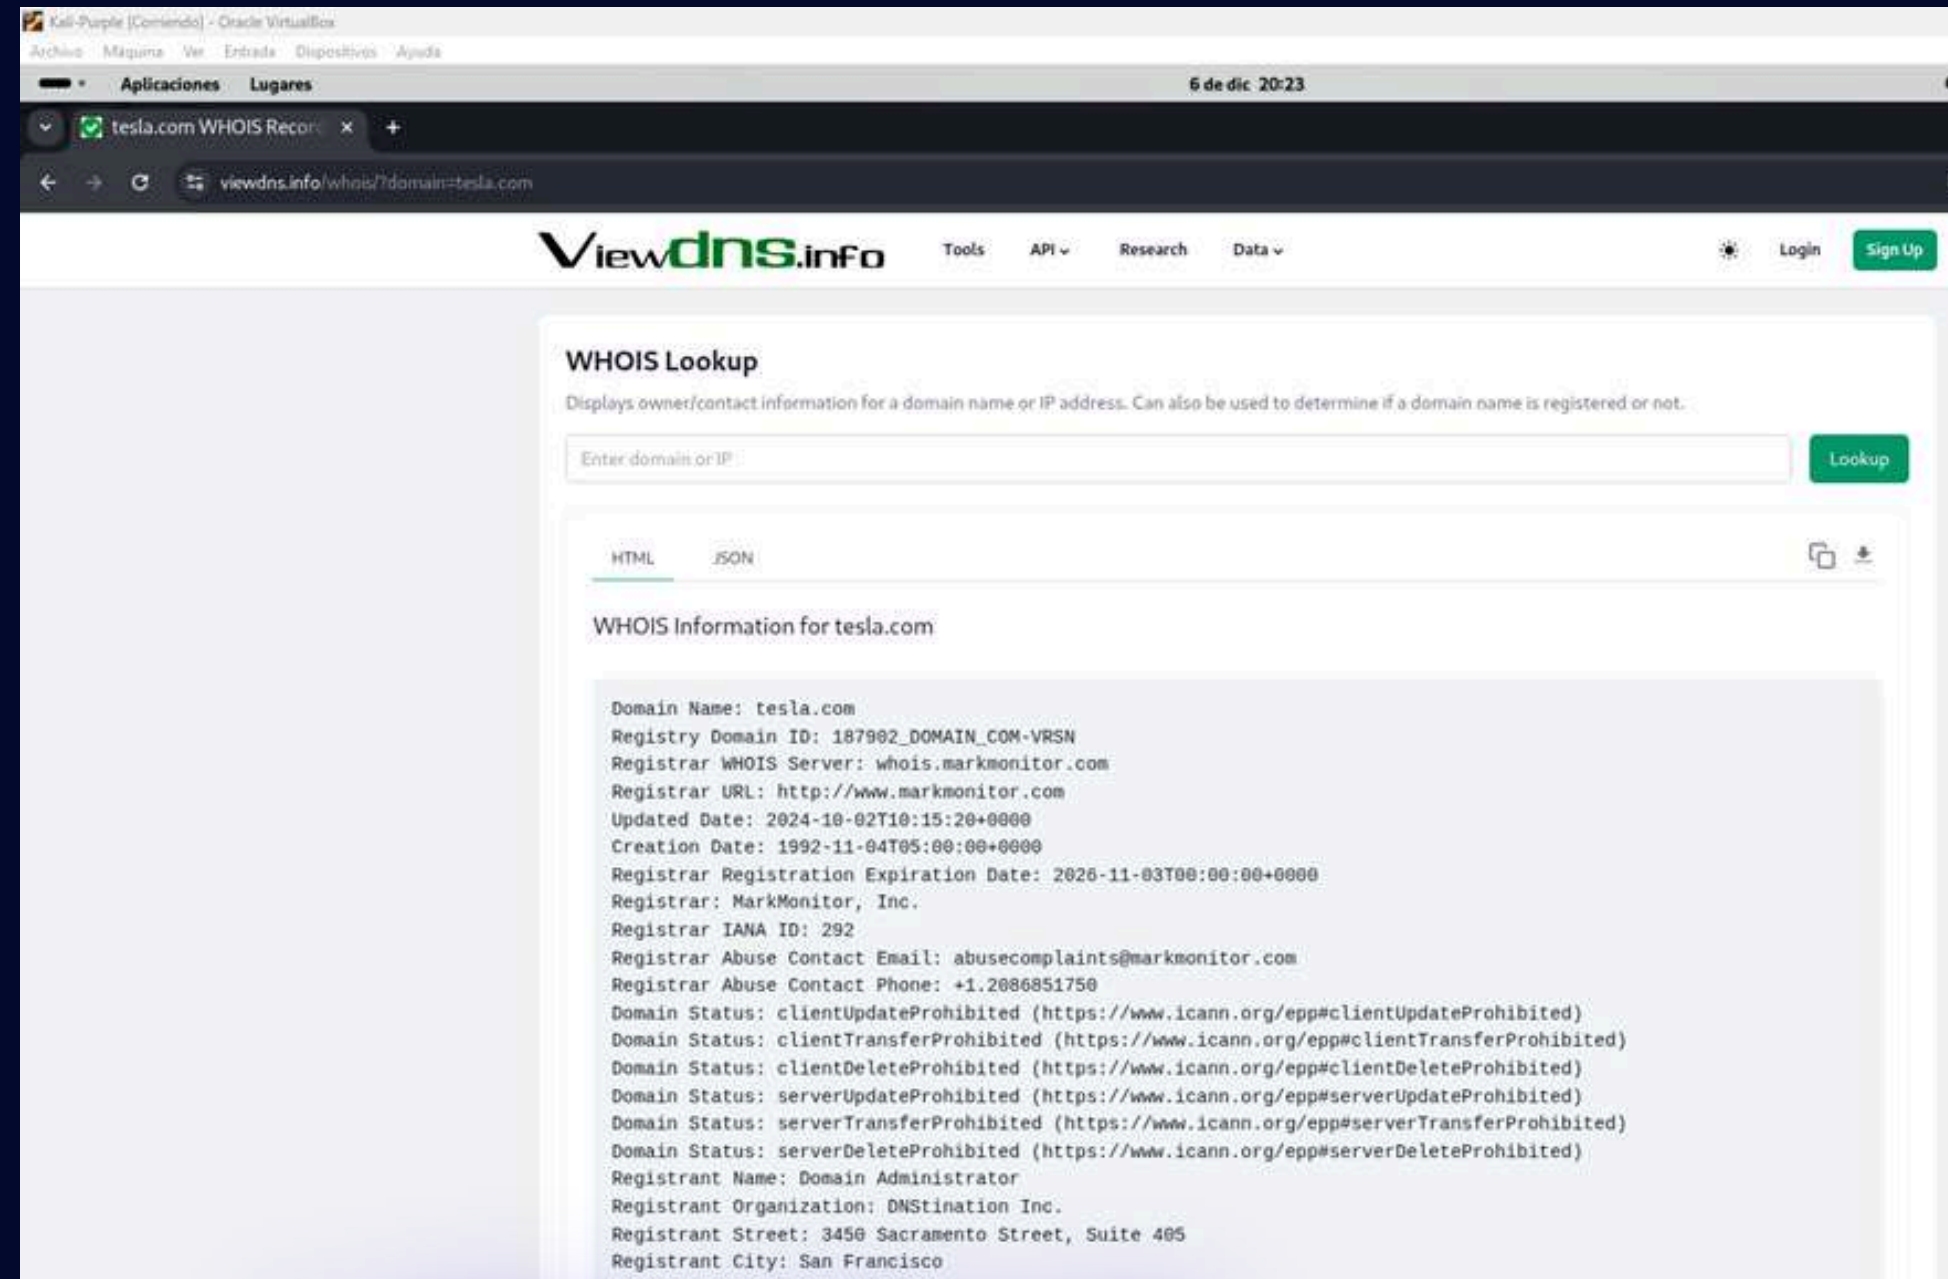 Kali-Purple [Corriendo] - Oracle VirtualBox
Archivo Máquina Ver Entrada Dispositivos Ayuda
Aplicaciones Lugares 6 de dic 20:23
tesla.com WHOIS Recor
viewdns.info/whois/?domain=tesla.com
Viewdns.info Tools API Research Data Login Sign Up
WHOIS Lookup
Displays owner/contact information for a domain name or IP address. Can also be used to determine if a domain name is registered or not.
Enter domain or IP Lookup
HTML JSON
WHOIS Information for tesla.com
Domain Name: tesla.com
Registry Domain ID: 187902_DOMAIN_COM-VRSN
Registrar WHOIS Server: whois.markmonitor.com
Registrar URL: http://www.markmonitor.com
Updated Date: 2024-10-02T10:15:20+0000
Creation Date: 1992-11-04T05:00:00+0000
Registrar Registration Expiration Date: 2026-11-03T00:00:00+0000
Registrar: MarkMonitor, Inc.
Registrar IANA ID: 292
Registrar Abuse Contact Email: abusecomplaints@markmonitor.com
Registrar Abuse Contact Phone: +1.2086851750
Domain Status: clientUpdateProhibited (https://www.icann.org/epp#clientUpdateProhibited)
Domain Status: clientTransferProhibited (https://www.icann.org/epp#clientTransferProhibited)
Domain Status: clientDeleteProhibited (https://www.icann.org/epp#clientDeleteProhibited)
Domain Status: serverUpdateProhibited (https://www.icann.org/epp#serverUpdateProhibited)
Domain Status: serverTransferProhibited (https://www.icann.org/epp#serverTransferProhibited)
Domain Status: serverDeleteProhibited (https://www.icann.org/epp#serverDeleteProhibited)
Registrant Name: Domain Administrator
Registrant Organization: DNStination Inc.
Registrant Street: 3450 Sacramento Street, Suite 405
Registrant City: San Francisco